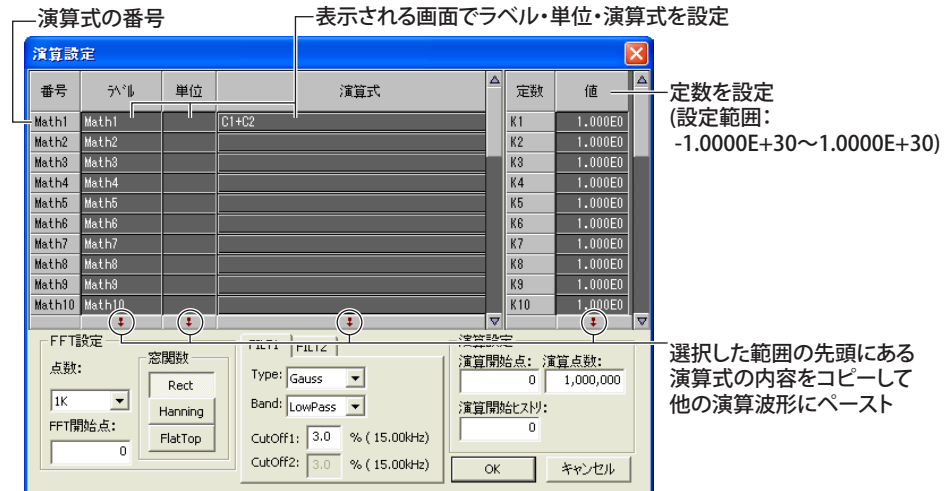 演算式の番号
表示される画面でラベル・単位・演算式を設定
演算設定
番号 ラベル 単位 演算式 定数 値
Math1 Math1 C1+C2 K1 1.000E0
Math2 Math2 K2 1.000E0
Math3 Math3 K3 1.000E0
Math4 Math4 K4 1.000E0
Math5 Math5 K5 1.000E0
Math6 Math6 K6 1.000E0
Math7 Math7 K7 1.000E0
Math8 Math8 K8 1.000E0
Math9 Math9 K9 1.000E0
Math10 Math10 K10 1.000E0
定数を設定
(設定範囲:
-1.0000E+30～1.0000E+30)
FFT設定
点数:
1K
FFT開始点:
0
窓関数
Rect
Hanning
FlatTop
FILT1 FILT2
Type: Gauss
Band: LowPass
CutOff1: 3.0 % ( 15.00kHz)
CutOff2: 3.0 % ( 15.00kHz)
演算設定
演算開始点: 演算点数:
0 1,000,000
演算開始ヒストリ:
0
OK キャンセル
選択した範囲の先頭にある
演算式の内容をコピーして
他の演算波形にペースト